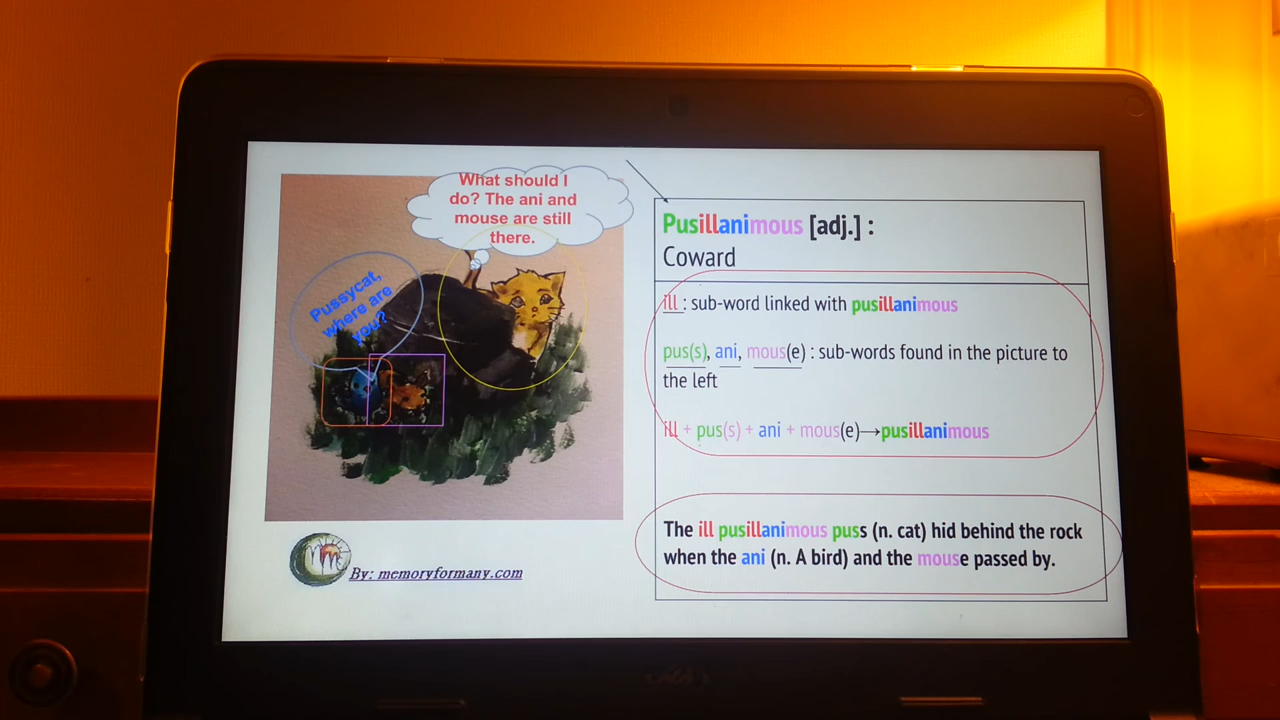 What should I
do? The ani and
mouse are still
there.
Pussycat,
where are
you?
By: memoryformany.com
Pusillanimous [adj.] :
Coward
ill : sub-word linked with pusillanimous
pus(s), ani, mous(e) : sub-words found in the picture to
the left
ill + pus(s) + ani + mous(e)→pusillanimous
The ill pusillanimous puss (n. cat) hid behind the rock
when the ani (n. A bird) and the mouse passed by.